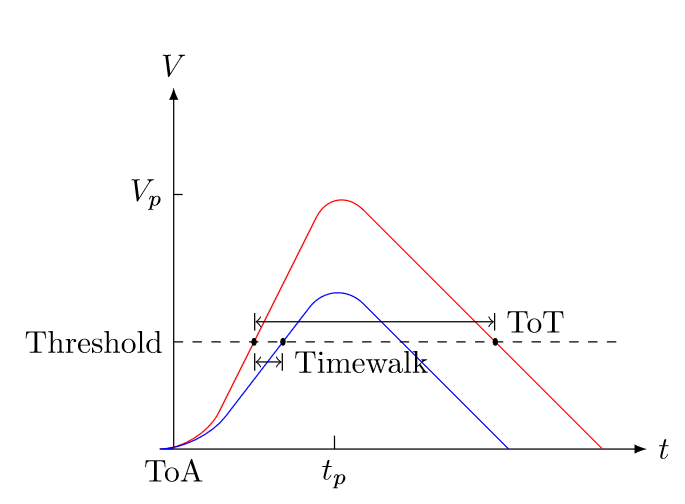 V
V_p
ToT
Threshold
Timewalk
t
ToA
t_p